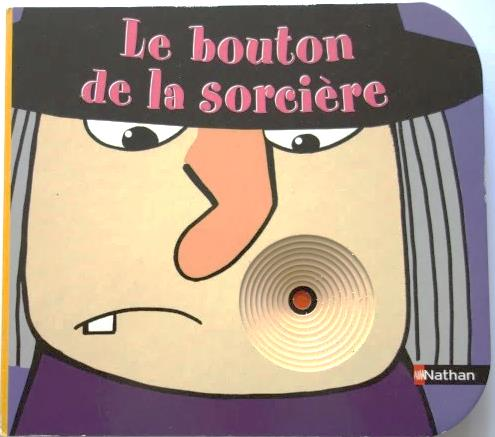 Le bouton
de la sorcière
Nathan